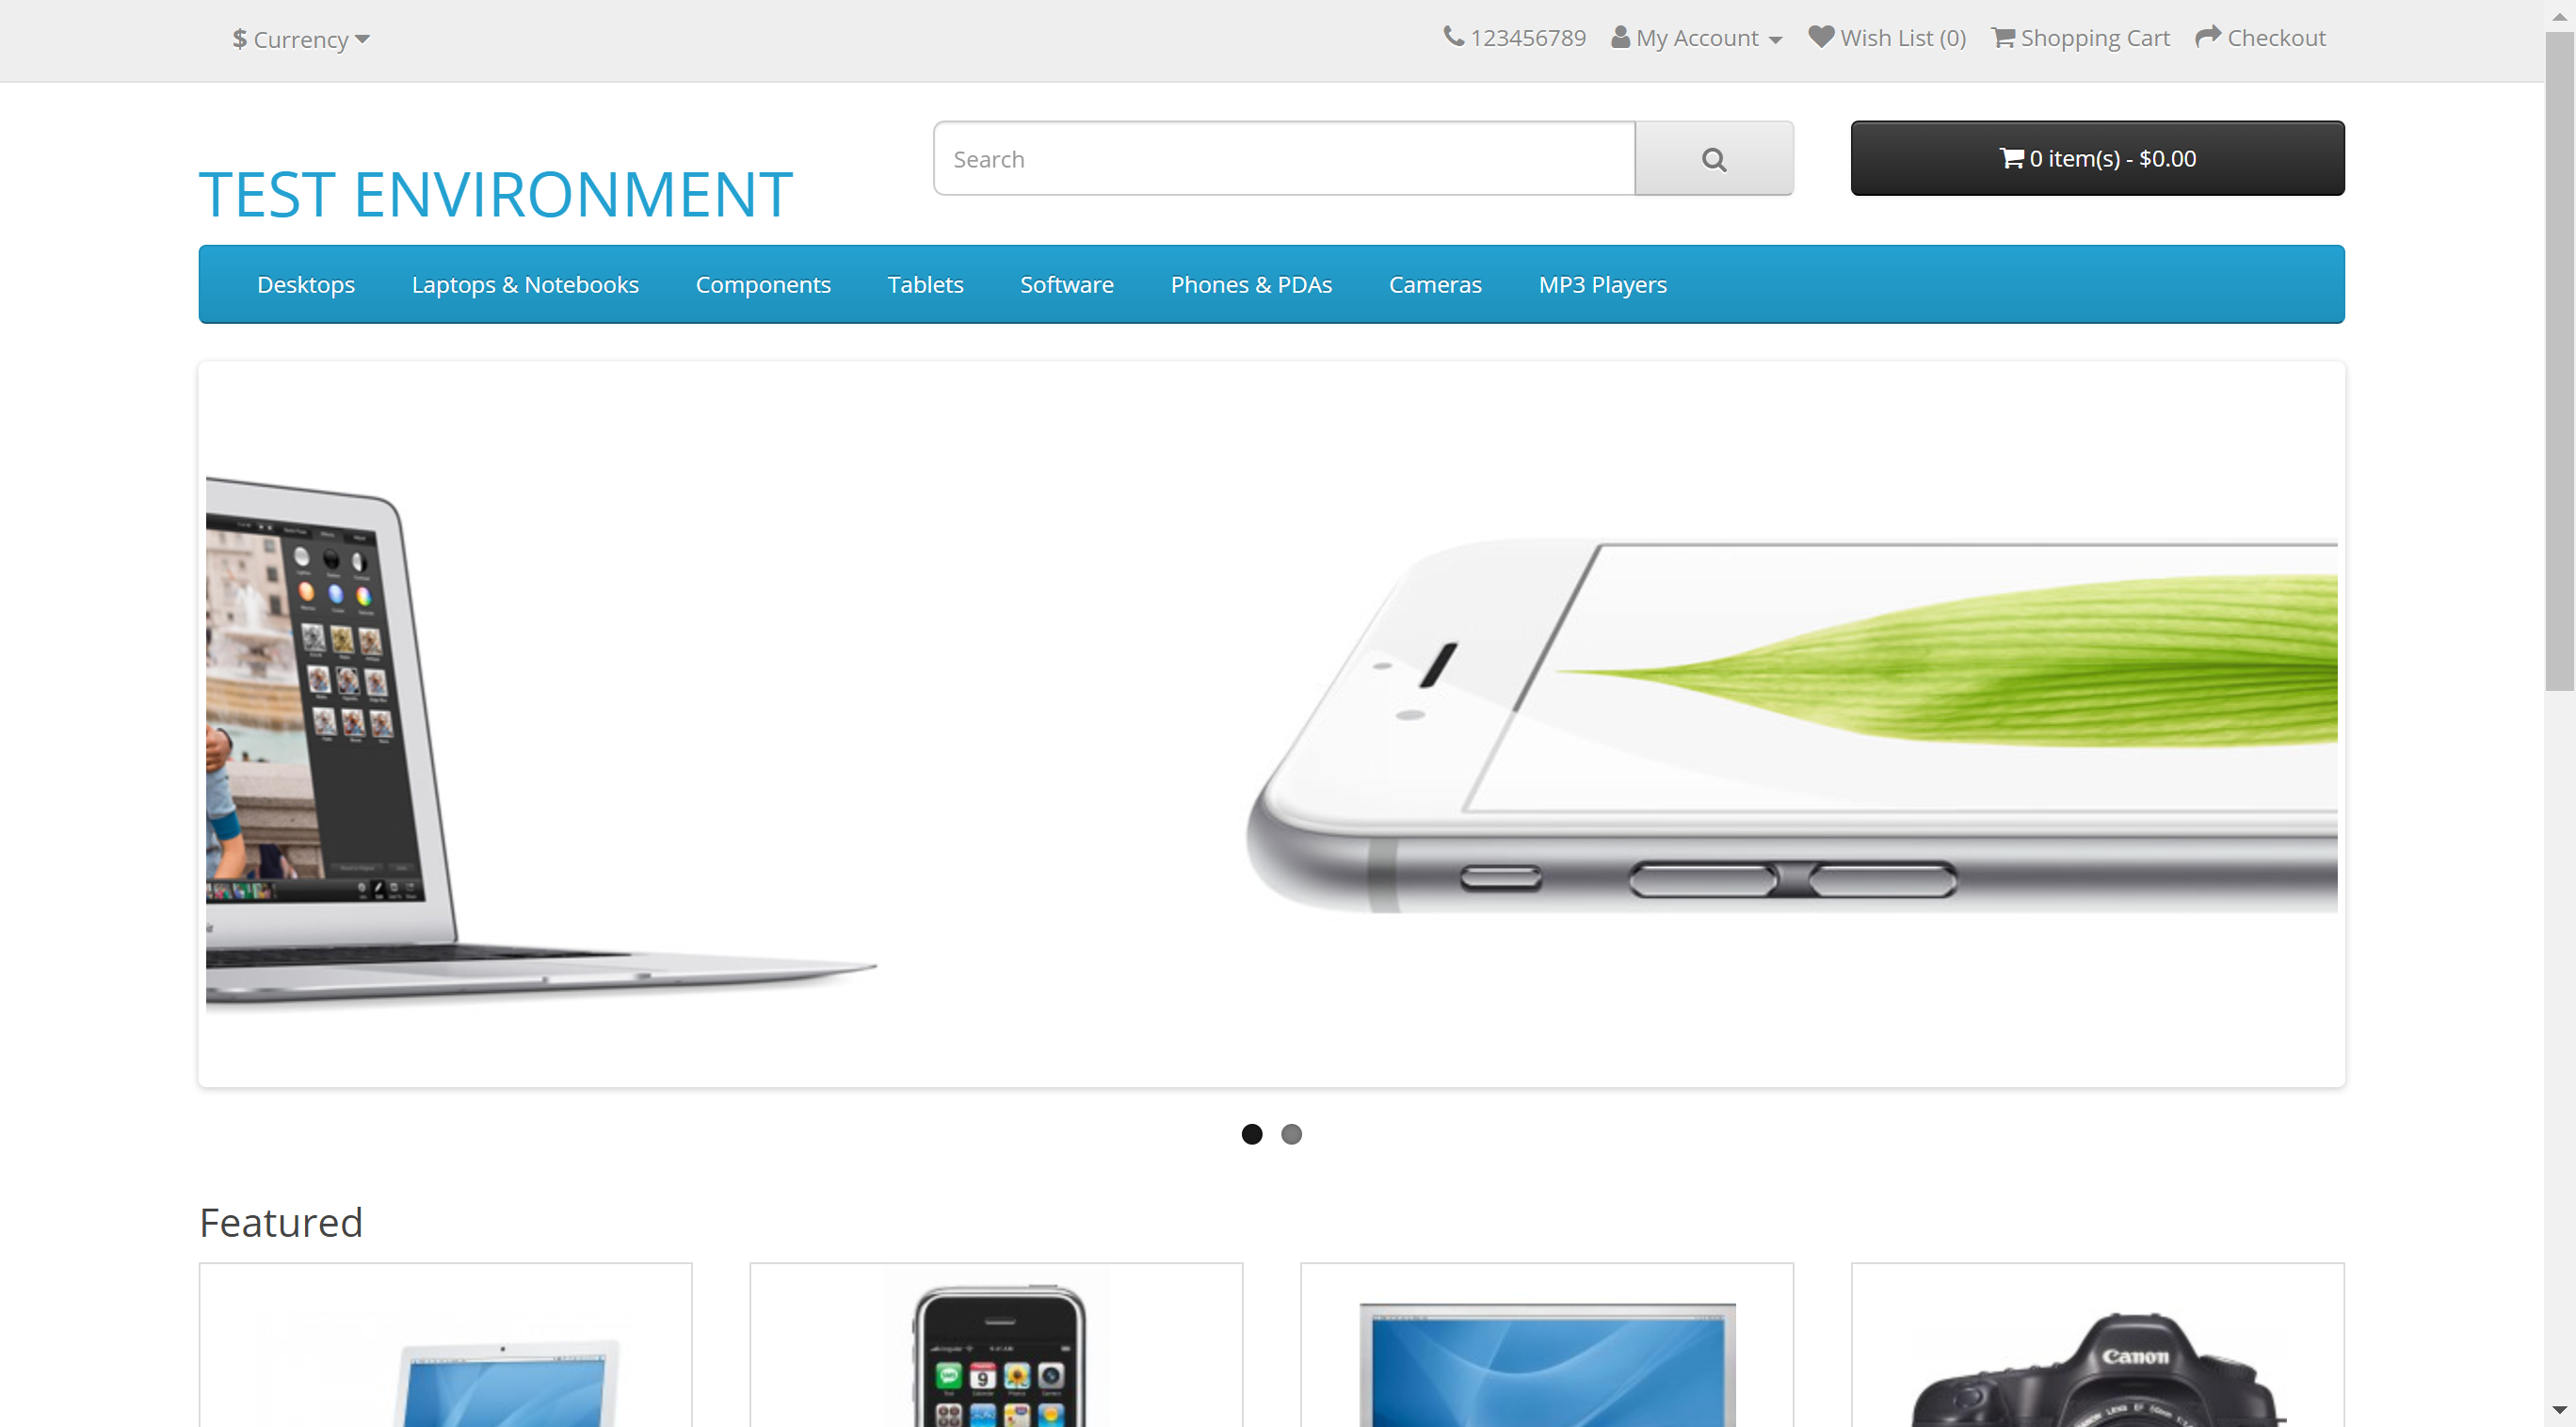 $ Currency
123456789 My Account Wish List (0) Shopping Cart Checkout
Search
0 item(s) - $0.00
TEST ENVIRONMENT
Desktops Laptops & Notebooks Components Tablets Software Phones & PDAs Cameras MP3 Players
Featured
9
Canon